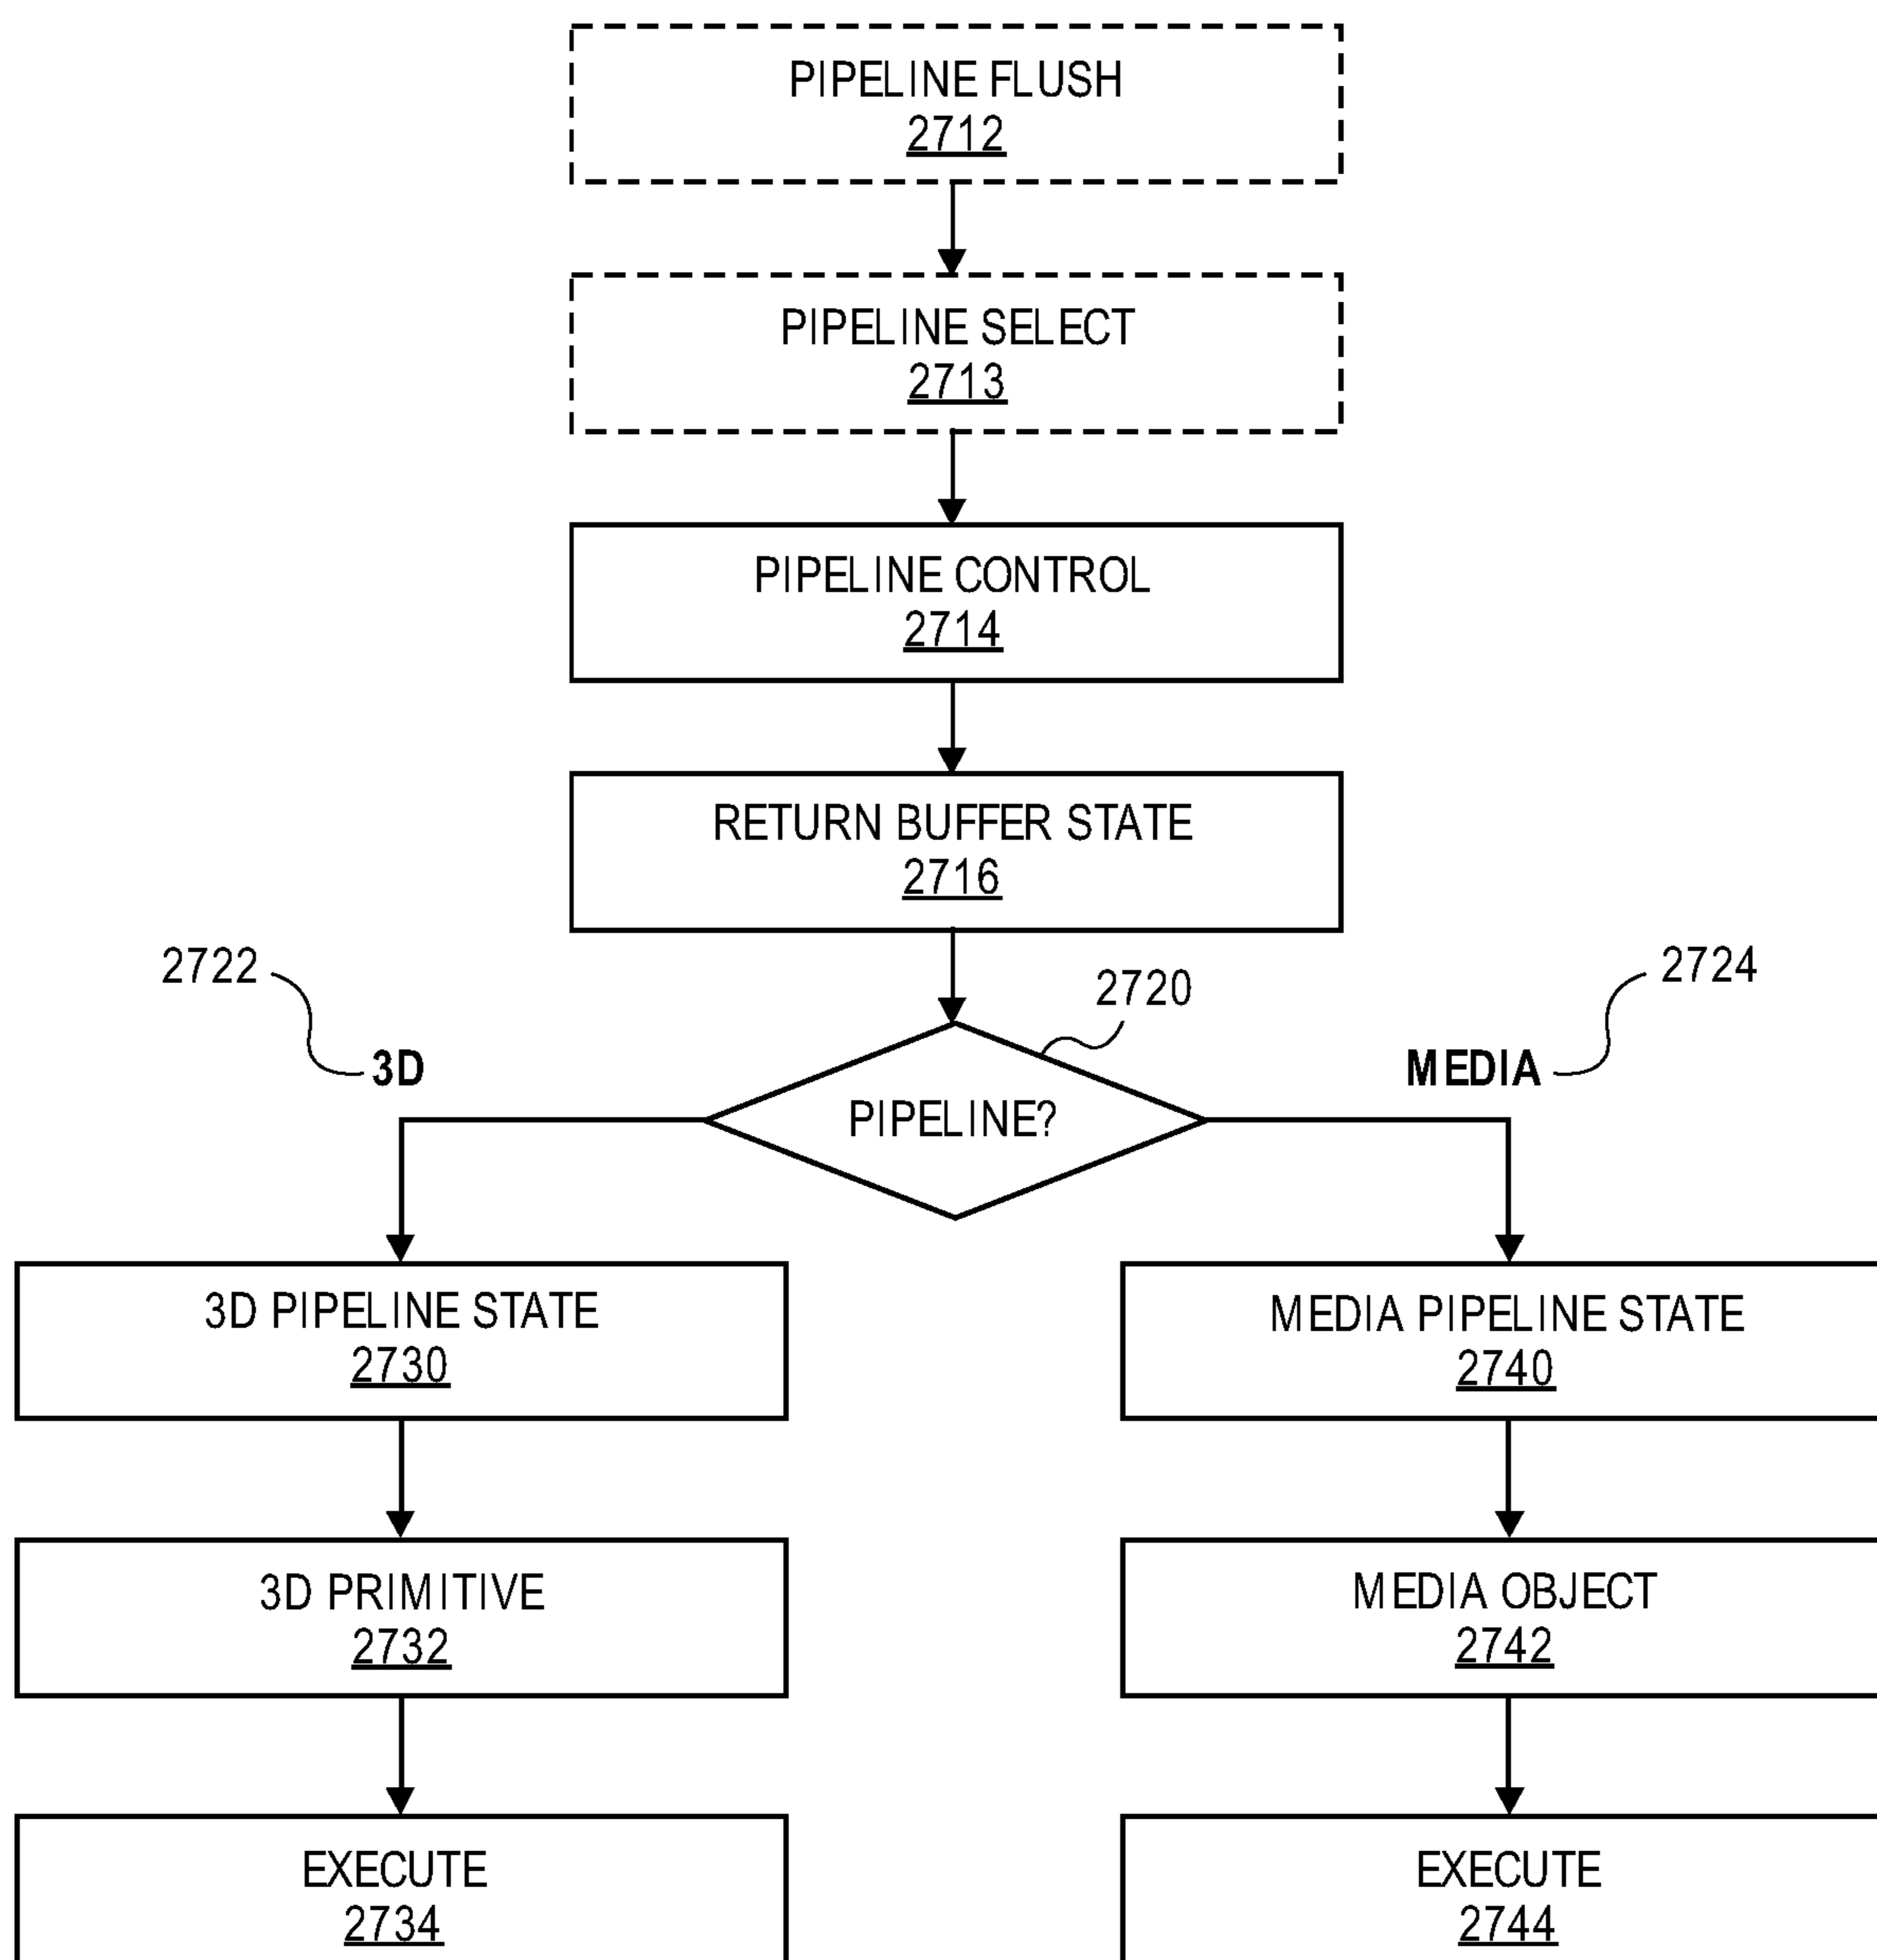 PIPELINE FLUSH
2712
PIPELINE SELECT
2713
PIPELINE CONTROL
2714
RETURN BUFFER STATE
2716
2722
2720
2724
3D
MEDIA
PIPELINE?
3D PIPELINE STATE
2730
MEDIA PIPELINE STATE
2740
3D PRIMITIVE
2732
MEDIA OBJECT
2742
EXECUTE
2734
EXECUTE
2744